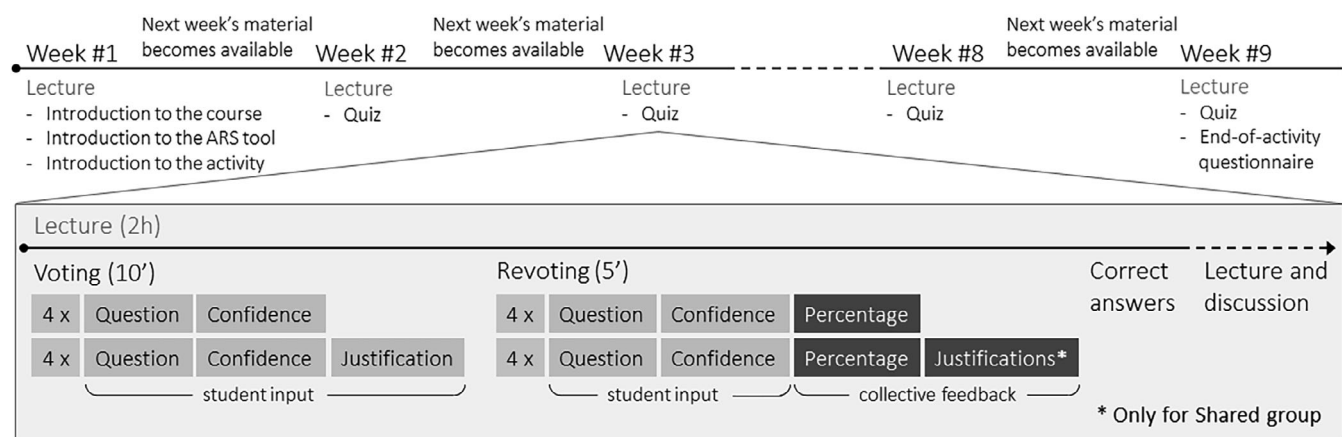 Next week's material
becomes available
Next week's material
becomes available
Next week's material
becomes available
Week #1
Week #2
Week #3
Week #8
Week #9
Lecture
- Introduction to the course
- Introduction to the ARS tool
- Introduction to the activity
Lecture
- Quiz
Lecture
- Quiz
Lecture
- Quiz
Lecture
- Quiz
- End-of-activity
questionnaire
Lecture (2h)
Voting (10')
4 x Question Confidence
4 x Question Confidence Justification
student input
Revoting (5')
4 x Question Confidence Percentage
4 x Question Confidence Percentage Justifications*
student input
collective feedback
Correct
answers
Lecture and
discussion
* Only for Shared group